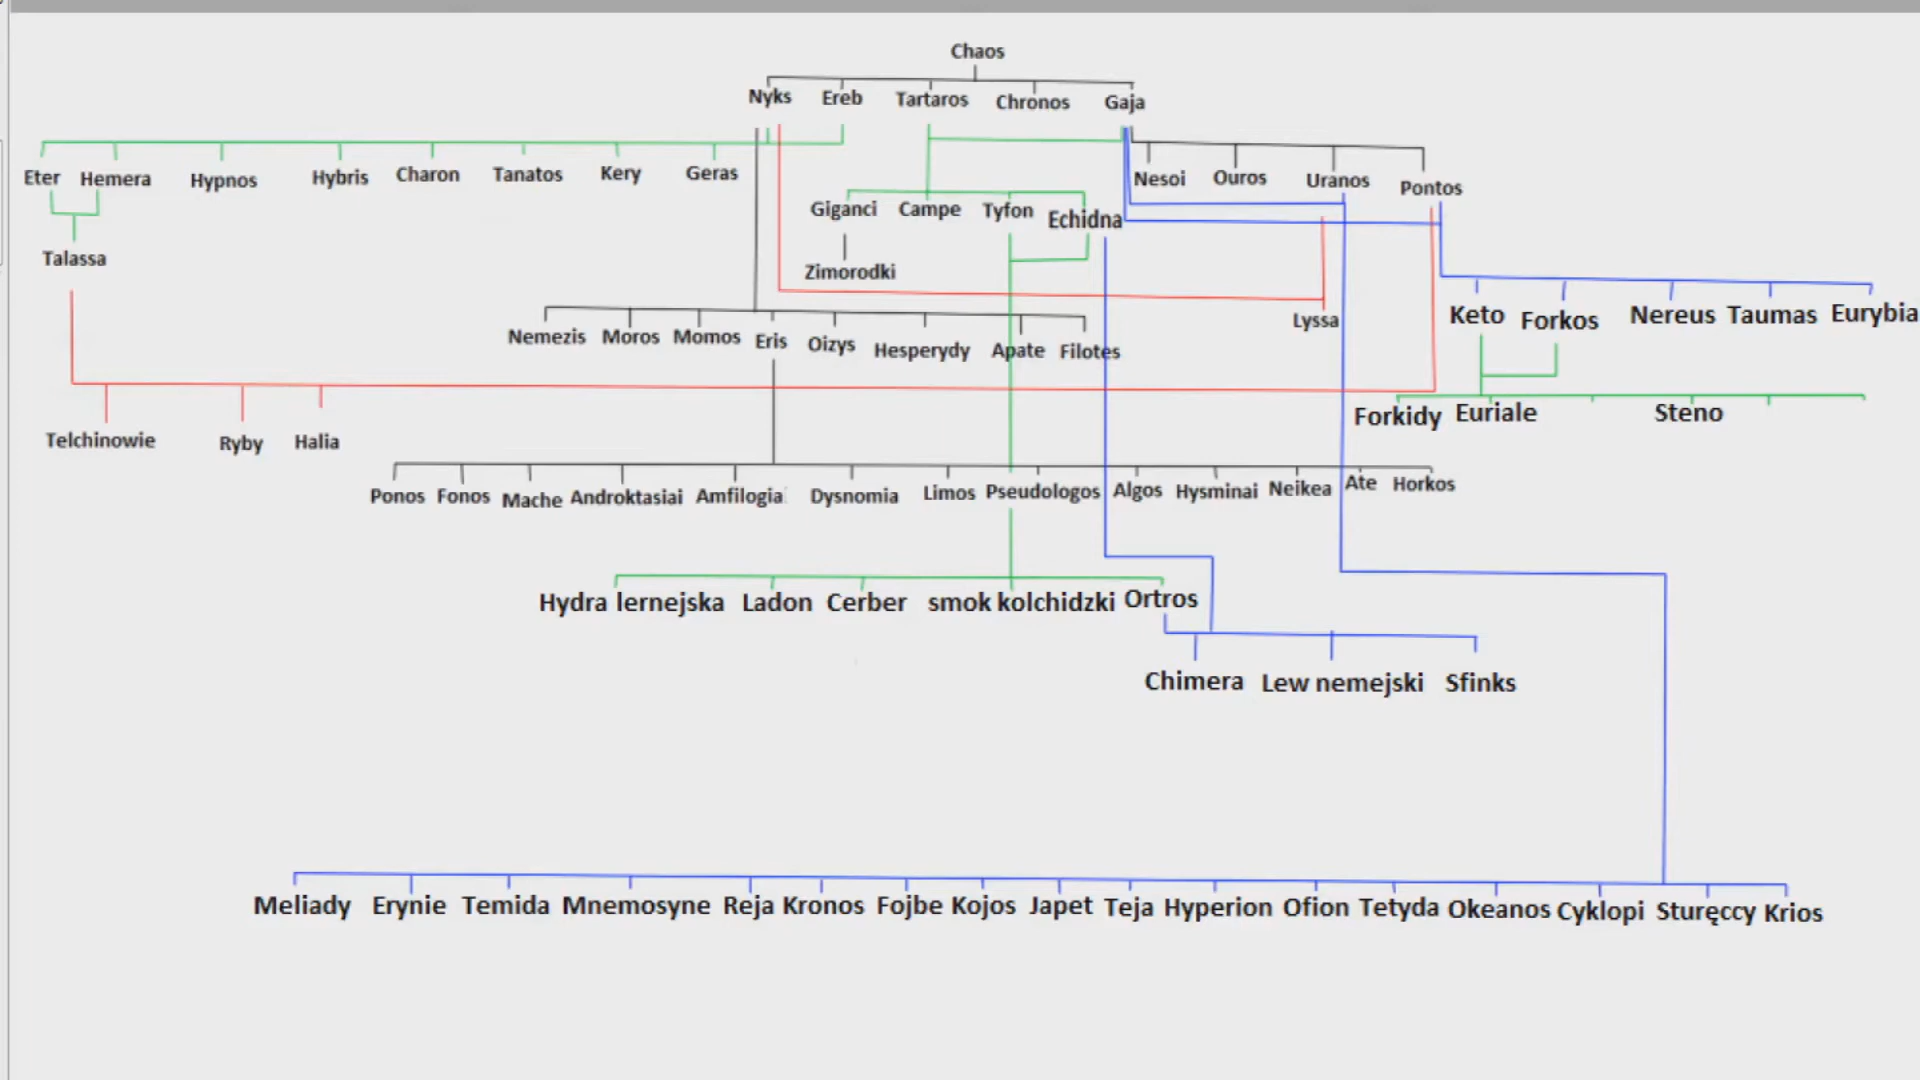 Chaos
Nyks Ereb Tartaros Chronos Gaja
Eter Hemera Hypnos Hybris Charon Tanatos Kery Geras Nesoi Ouros Uranos Pontos
Giganci Campe Tyfon Echidna
Talassa Zimorodki
Nemezis Moros Momos Eris Oizys Hesperydy Apate Filotes Lyssa Keto Forkos Nereus Taumas Eurybia
Telchinowie Ryby Halia Forkidy Euriale Steno
Ponos Fonos Mache Androktasiai Amfilogia Dysnomia Limos Pseudologos Algos Hysminai Neikea Ate Horkos
Hydra lernejska Ladon Cerber smok kolchidzki Ortros
Chimera Lew nemejski Sfinks
Meliady Erynie Temida Mnemosyne Reja Kronos Fojbe Kojos Japet Teja Hyperion Ofion Tetyda Okeanos Cyklopi Sturęccy Krios